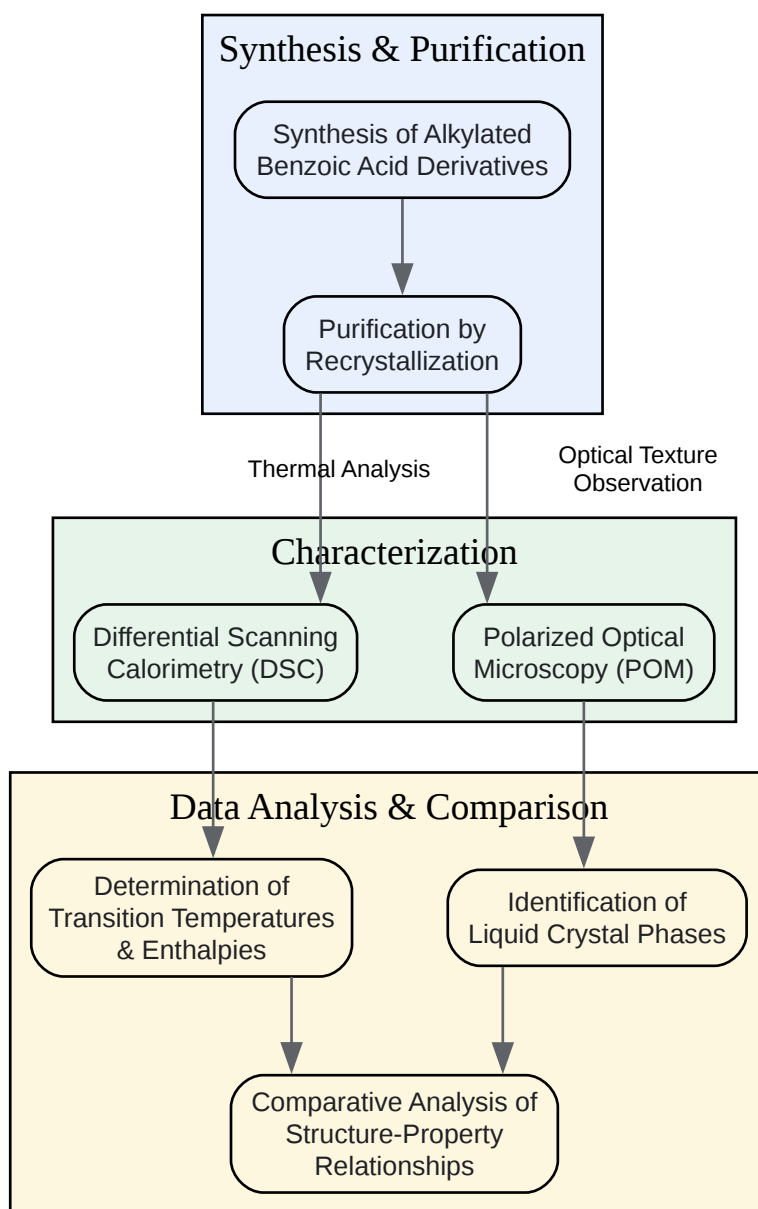 Synthesis & Purification
Synthesis of Alkylated
Benzoic Acid Derivatives
Purification by
Recrystallization
Thermal Analysis
Optical Texture
Observation
Characterization
Differential Scanning
Calorimetry (DSC)
Polarized Optical
Microscopy (POM)
Data Analysis & Comparison
Determination of
Transition Temperatures
& Enthalpies
Identification of
Liquid Crystal Phases
Comparative Analysis of
Structure-Property
Relationships